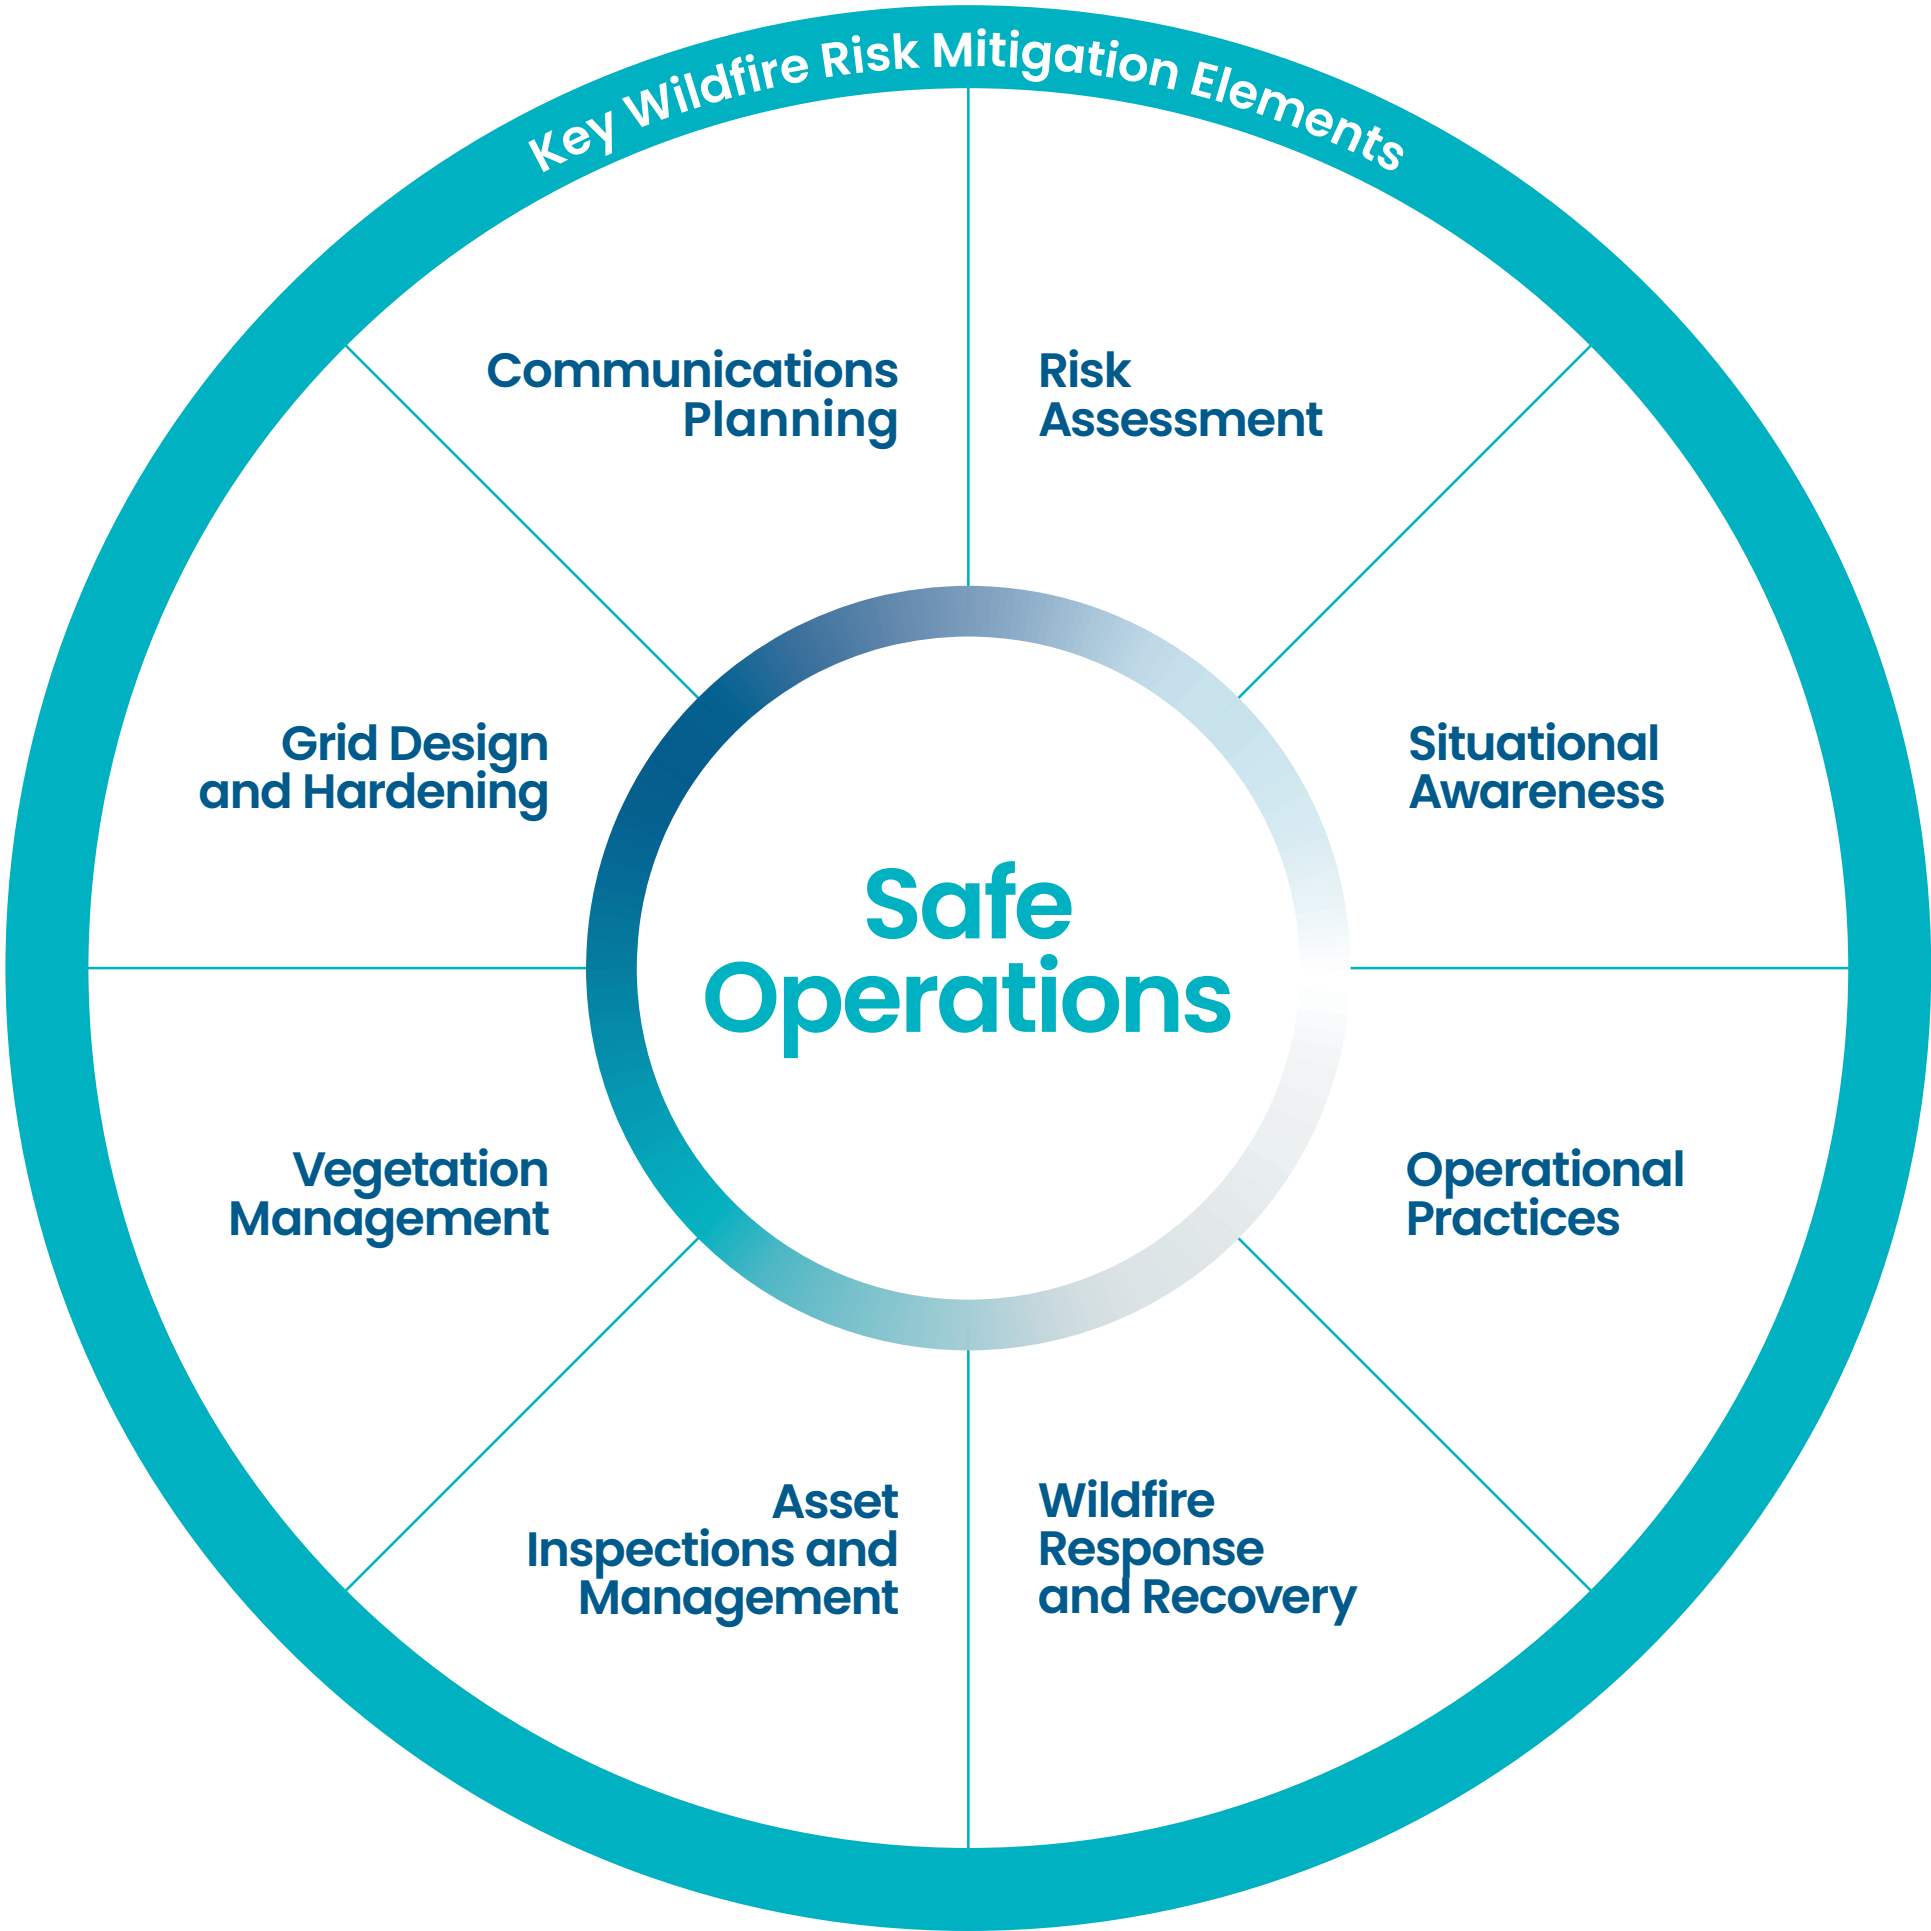 Key Wildfire Risk Mitigation Elements
Communications
Planning
Risk
Assessment
Grid Design
and Hardening
Situational
Awareness
Safe
Operations
Vegetation
Management
Operational
Practices
Asset
Inspections and
Management
Wildfire
Response
and Recovery